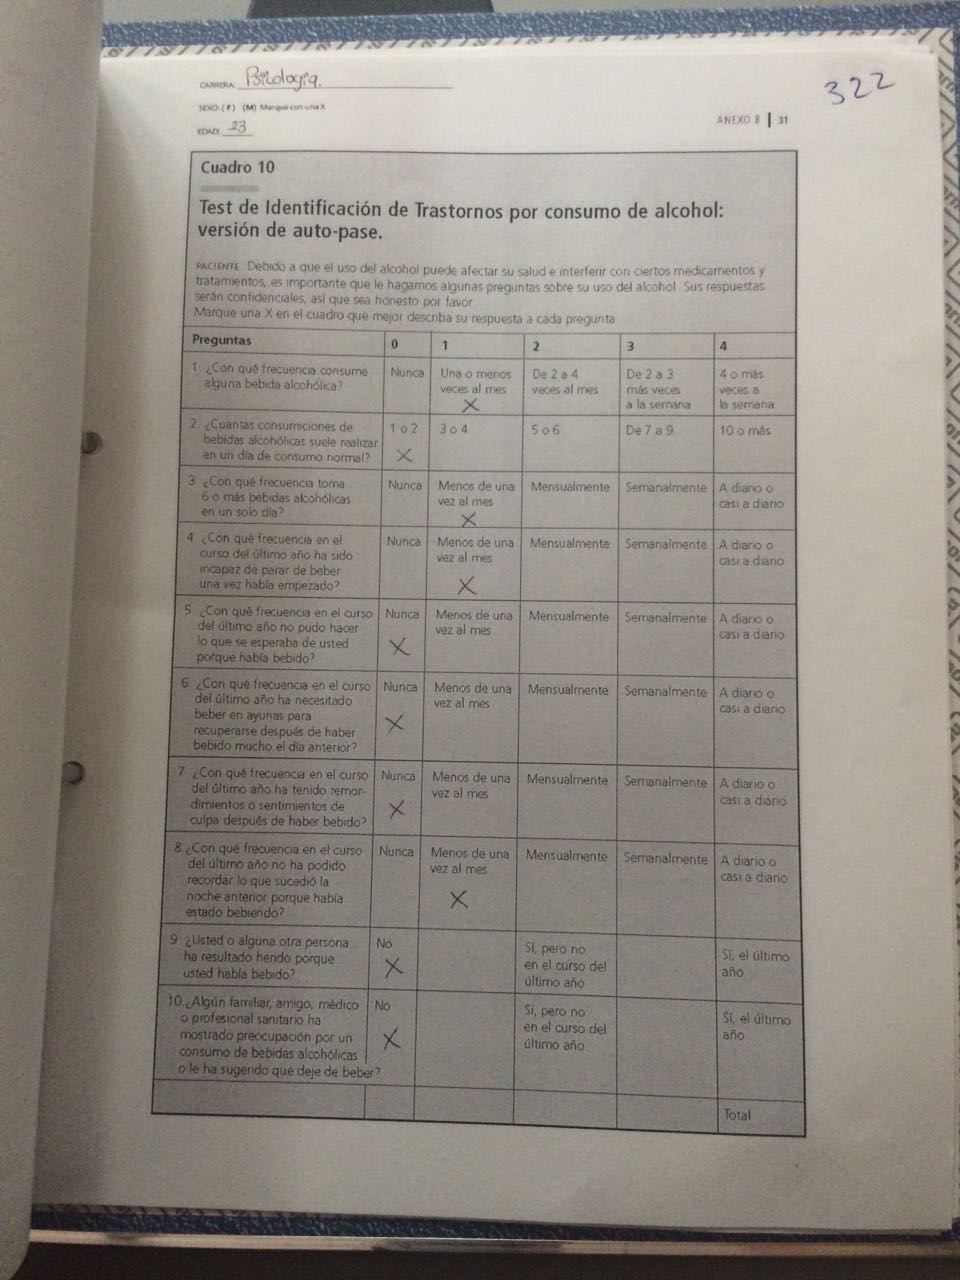 CARRERA: Psicología.
322
SEXO: (F) (M) Marque con una X
EDAD: 23
ANEXO B | 31
Cuadro 10
Test de Identificación de Trastornos por consumo de alcohol:
versión de auto-pase.
PACIENTE Debido a que el uso del alcohol puede afectar su salud e interferir con ciertos medicamentos y
tratamientos, es importante que le hagamos algunas preguntas sobre su uso del alcohol Sus respuestas
serán confidenciales, así que sea honesto por favor
Marque una X en el cuadro que mejor describa su respuesta a cada pregunta
Preguntas 0 1 2 3 4
1 ¿Con qué frecuencia consume
alguna bebida alcohólica?
Nunca
Una o menos
veces al mes
X
De 2 a 4
veces al mes
De 2 a 3
más veces
a la semana
4 o más
veces a
la semana
2 ¿Cuantas consumiciones de
bebidas alcohólicas suele realizar
en un día de consumo normal?
1 o 2
X
3 o 4
5 o 6
De 7 a 9
10 o más
3 ¿Con qué frecuencia toma
6 o más bebidas alcohólicas
en un solo día?
Nunca
Menos de una
vez al mes
X
Mensualmente
Semanalmente
A diario o
casi a diario
4 ¿Con qué frecuencia en el
curso del último año ha sido
incapaz de parar de beber
una vez había empezado?
Nunca
Menos de una
vez al mes
X
Mensualmente
Semanalmente
A diario o
casi a diario
5 ¿Con qué frecuencia en el curso
del último año no pudo hacer
lo que se esperaba de usted
porque había bebido?
Nunca
X
Menos de una
vez al mes
Mensualmente
Semanalmente
A diario o
casi a diario
6 ¿Con qué frecuencia en el curso
del último año ha necesitado
beber en ayunas para
recuperarse después de haber
bebido mucho el día anterior?
Nunca
X
Menos de una
vez al mes
Mensualmente
Semanalmente
A diario o
casi a diario
7 ¿Con qué frecuencia en el curso
del último año ha tenido remor-
dimientos o sentimientos de
culpa después de haber bebido?
Nunca
X
Menos de una
vez al mes
Mensualmente
Semanalmente
A diario o
casi a diario
8 ¿Con qué frecuencia en el curso
del último año no ha podido
recordar lo que sucedió la
noche anterior porque había
estado bebiendo?
Nunca
Menos de una
vez al mes
X
Mensualmente
Semanalmente
A diario o
casi a diario
9 ¿Usted o alguna otra persona
ha resultado herido porque
usted había bebido?
No
X
Sí, pero no
en el curso del
último año
Sí, el último
año
10 ¿Algún familiar, amigo, médico
o profesional sanitario ha
mostrado preocupación por un
consumo de bebidas alcohólicas
o le ha sugerido que deje de beber?
No
X
Sí, pero no
en el curso del
último año
Sí, el último
año
Total